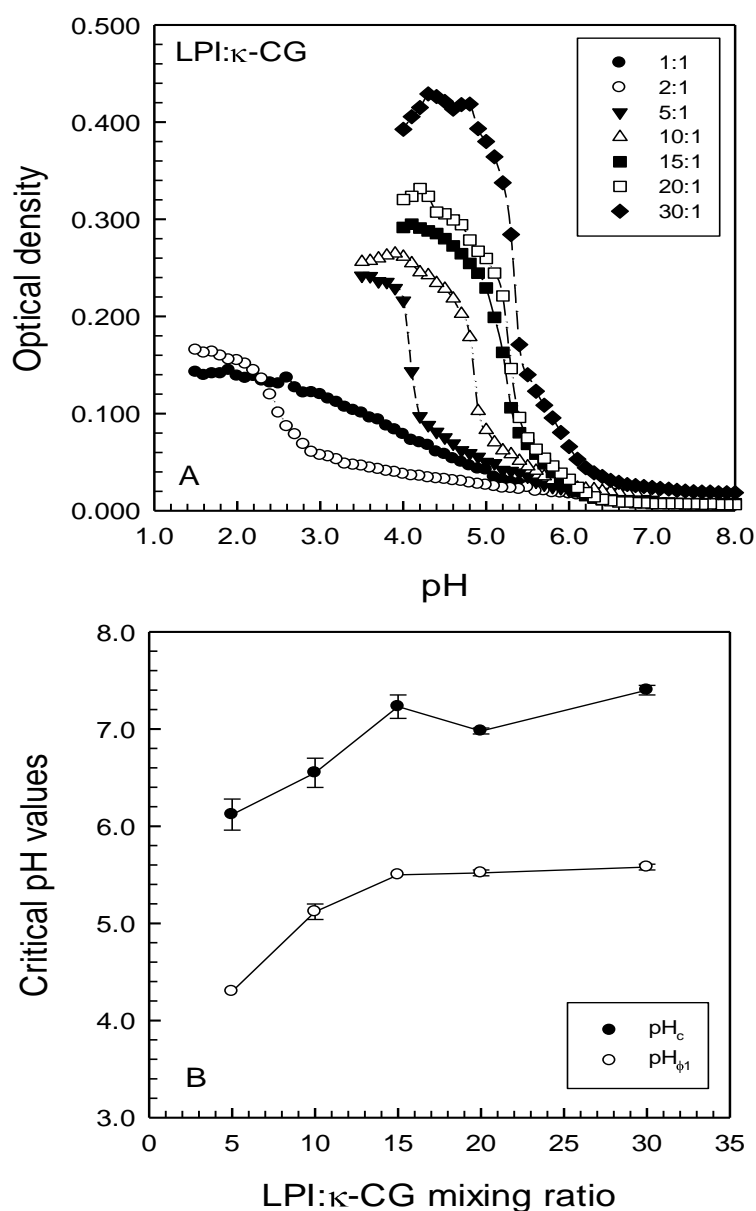 0.500
0.400
0.300
0.200
0.100
0.000
Optical density
LPI:κ-CG
1:1
2:1
5:1
10:1
15:1
20:1
30:1
A
1.0 2.0 3.0 4.0 5.0 6.0 7.0 8.0
pH
8.0
7.0
6.0
5.0
4.0
3.0
Critical pH values
pHc
pHϕ1
B
0 5 10 15 20 25 30 35
LPI:κ-CG mixing ratio